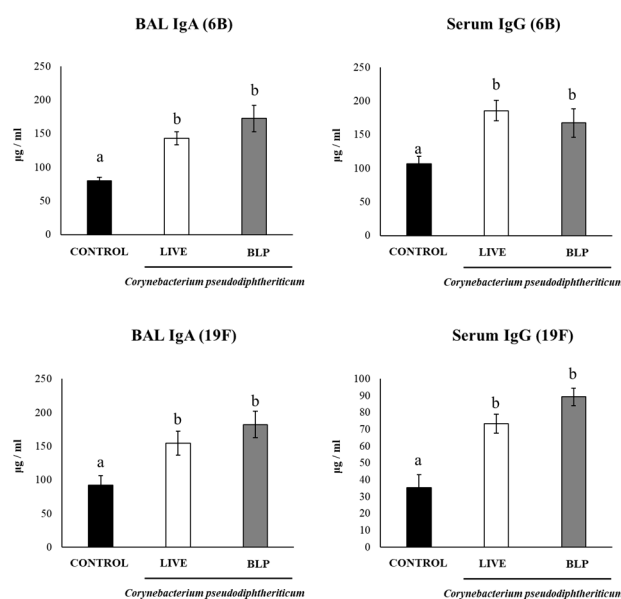 BAL IgA (6B)
250
200
150
100
50
0
µg / ml
a
b
b
CONTROL LIVE BLP
Corynebacterium pseudodiphtheriticum
Serum IgG (6B)
250
200
150
100
50
0
µg / ml
a
b
b
CONTROL LIVE BLP
Corynebacterium pseudodiphtheriticum
BAL IgA (19F)
250
200
150
100
50
0
µg / ml
a
b
b
CONTROL LIVE BLP
Corynebacterium pseudodiphtheriticum
Serum IgG (19F)
100
90
80
70
60
50
40
30
20
10
0
µg / ml
a
b
b
CONTROL LIVE BLP
Corynebacterium pseudodiphtheriticum